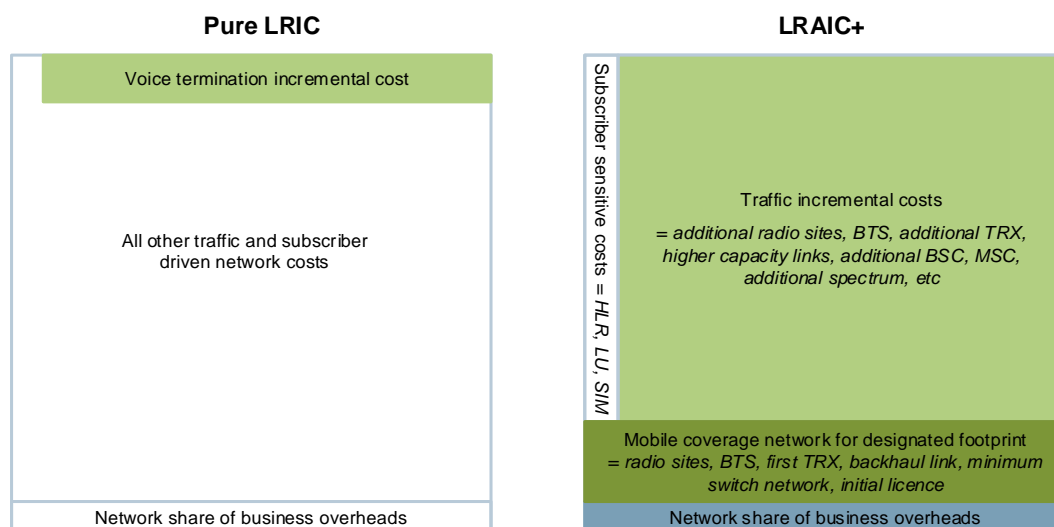 Pure LRIC
Voice termination incremental cost
All other traffic and subscriber
driven network costs
Network share of business overheads
LRAIC+
Subscriber sensitive costs = HLR, LU, SIM
Traffic incremental costs
= additional radio sites, BTS, additional TRX,
higher capacity links, additional BSC, MSC,
additional spectrum, etc
Mobile coverage network for designated footprint
= radio sites, BTS, first TRX, backhaul link, minimum
switch network, initial licence
Network share of business overheads